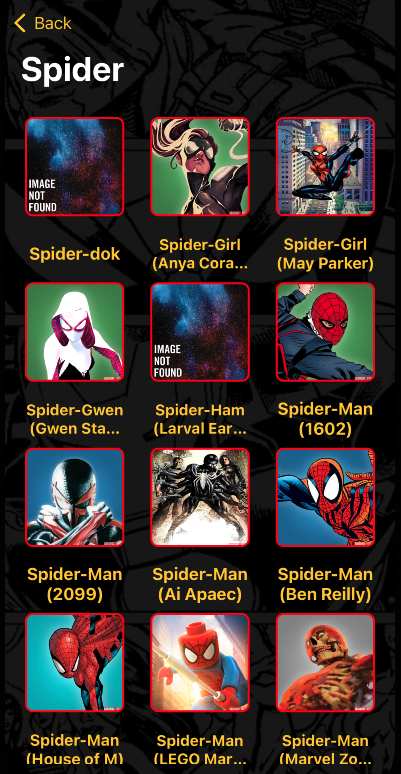 Back
Spider
IMAGE
NOT
FOUND
Spider-dok
Spider-Girl
(Anya Cora...
Spider-Girl
(May Parker)
Spider-Gwen
(Gwen Sta...
IMAGE
NOT
FOUND
Spider-Ham
(Larval Ear...
Spider-Man
(1602)
Spider-Man
(2099)
Spider-Man
(Ai Apaec)
Spider-Man
(Ben Reilly)
Spider-Man
(House of M)
Spider-Man
(LEGO Mar...
Spider-Man
(Marvel Zo...